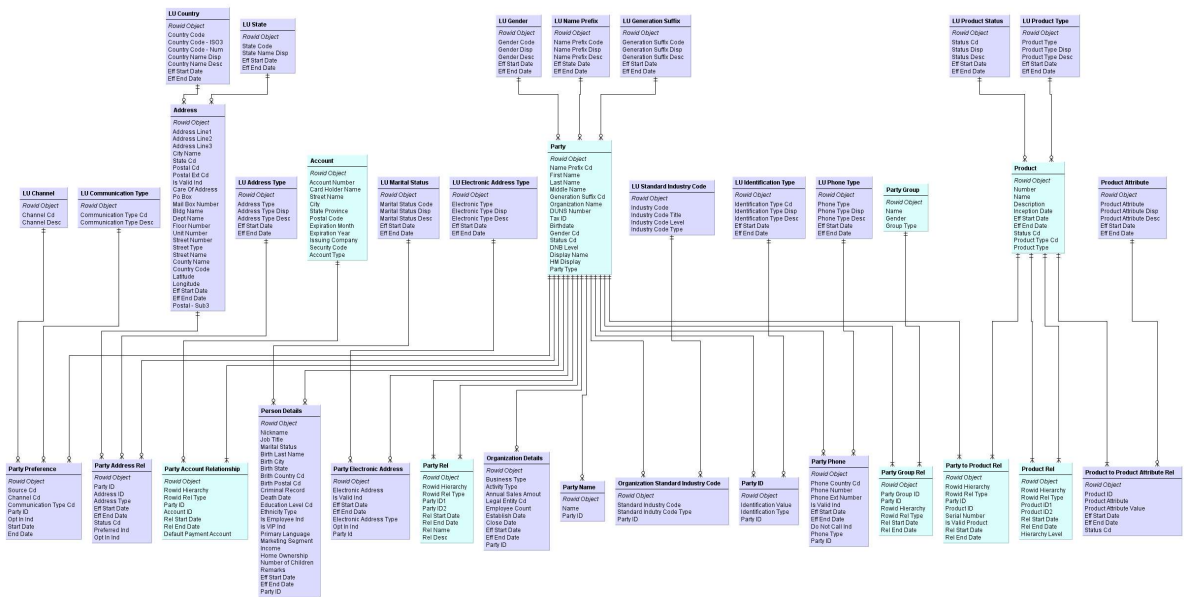 LU Country
Rowid Object
Country Code
Country Code - ISO3
Country Code - Num
Country Name Disp
Country Name Desc
Eff Start Date
Eff End Date
LU State
Rowid Object
State Code
State Name Disp
Eff Start Date
Eff End Date
LU Gender
Rowid Object
Gender Code
Gender Disp
Gender Desc
Eff Start Date
Eff End Date
LU Name Prefix
Rowid Object
Name Prefix Code
Name Prefix Disp
Name Prefix Desc
Eff State Date
Eff End Date
LU Generation Suffix
Rowid Object
Generation Suffix Code
Generation Suffix Disp
Generation Suffix Desc
Eff Start Date
Eff End Date
LU Product Status
Rowid Object
Status Cd
Status Disp
Status Desc
Eff Start Date
Eff End Date
LU Product Type
Rowid Object
Product Type
Product Type Disp
Product Type Desc
Eff Start Date
Eff End Date
Address
Rowid Object
Address Line1
Address Line2
Address Line3
City Name
State Cd
Postal Cd
Postal Ext Cd
Is Valid Ind
Care Of Address
Po Box
Mail Box Number
Bldg Name
Dept Name
Floor Number
Unit Number
Street Number
Street Type
Street Name
County Name
Country Code
Latitude
Longitude
Eff Start Date
Eff End Date
Postal - Sub3
Party
Rowid Object
Name Prefix Cd
First Name
Last Name
Middle Name
Generation Suffix Cd
Organization Name
DUNS Number
Tax ID
Birthdate
Gender Cd
Status Cd
DNB Level
Display Name
HM Display
Party Type
Account
Rowid Object
Account Number
Card Holder Name
Street Name
City
State Province
Postal Code
Expiration Month
Expiration Year
Issuing Company
Security Code
Account Type
Product
Rowid Object
Number
Name
Description
Inception Date
Eff Start Date
Eff End Date
Status Cd
Product Type Cd
Product Type
LU Channel
Rowid Object
Channel Cd
Channel Desc
LU Communication Type
Rowid Object
Communication Type Cd
Communication Type Desc
LU Address Type
Rowid Object
Address Type
Address Type Disp
Address Type Desc
Eff Start Date
Eff End Date
LU Marital Status
Rowid Object
Marital Status Code
Marital Status Disp
Marital Status Desc
Eff Start Date
Eff End Date
LU Electronic Address Type
Rowid Object
Electronic Type
Electronic Type Disp
Electronic Type Desc
Eff Start Date
Eff End Date
LU Standard Industry Code
Rowid Object
Industry Code
Industry Code Title
Industry Code Level
Industry Code Type
LU Identification Type
Rowid Object
Identification Type Cd
Identification Type Disp
Identification Type Desc
Eff Start Date
Eff End Date
LU Phone Type
Rowid Object
Phone Type
Phone Type Disp
Phone Type Desc
Eff Start Date
Eff End Date
Party Group
Rowid Object
Name
Gender
Group Type
Product Attribute
Rowid Object
Product Attribute
Product Attribute Disp
Product Attribute Desc
Eff Start Date
Eff End Date
Party Preference
Rowid Object
Source Cd
Channel Cd
Communication Type Cd
Party ID
Opt In Ind
Start Date
End Date
Party Address Rel
Rowid Object
Party ID
Address ID
Address Type
Eff Start Date
Eff End Date
Status Cd
Preferred Ind
Opt In Ind
Party Account Relationship
Rowid Object
Rowid Hierarchy
Rowid Rel Type
Party ID
Account ID
Rel Start Date
Rel End Date
Default Payment Account
Person Details
Rowid Object
Nickname
Job Title
Marital Status
Birth Last Name
Birth City
Birth State
Birth Country Cd
Birth Postal Cd
Criminal Record
Death Date
Education Level Cd
Ethnicity Type
Is Employee Ind
Is VIP Ind
Primary Language
Marketing Segment
Income
Home Ownership
Number of Children
Remarks
Eff Start Date
Eff End Date
Party ID
Party Electronic Address
Rowid Object
Electronic Address
Is Valid Ind
Eff Start Date
Eff End Date
Electronic Address Type
Opt In Ind
Party Id
Party Rel
Rowid Object
Rowid Hierarchy
Rowid Rel Type
Party ID1
Party ID2
Rel Start Date
Rel End Date
Rel Name
Rel Desc
Organization Details
Rowid Object
Business Type
Activity Type
Annual Sales Amout
Legal Entity Cd
Employee Count
Establish Date
Close Date
Eff Start Date
Eff End Date
Party ID
Party Name
Rowid Object
Name
Party ID
Organization Standard Industry Code
Rowid Object
Standard Industry Code
Standard Indutry Code Type
Party ID
Party ID
Rowid Object
Identification Value
Identification Type
Party ID
Party Phone
Rowid Object
Phone Country Cd
Phone Number
Phone Ext Number
Is Valid Ind
Eff Start Date
Eff End Date
Do Not Call Ind
Phone Type
Party ID
Party Group Rel
Rowid Object
Party Group ID
Party ID
Rowid Hierarchy
Rowid Rel Type
Rel Start Date
Rel End Date
Party to Product Rel
Rowid Object
Rowid Hierarchy
Rowid Rel Type
Party ID
Product ID
Serial Number
Is Valid Product
Rel Start Date
Rel End Date
Product Rel
Rowid Object
Rowid Hierarchy
Rowid Rel Type
Product ID1
Product ID2
Rel Start Date
Rel End Date
Hierarchy Level
Product to Product Attribute Rel
Rowid Object
Product ID
Product Attribute
Product Attribute Value
Eff Start Date
Eff End Date
Status Cd